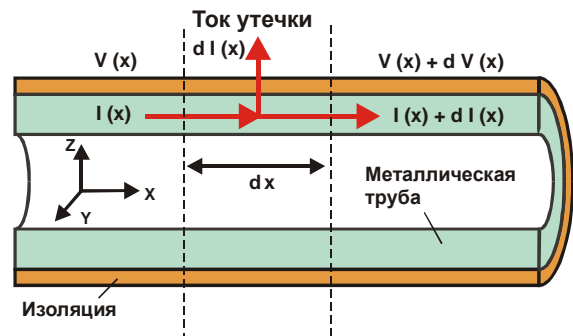 Ток утечки
d I (x)
V (x)
V (x) + d V (x)
I (x)
I (x) + d I (x)
Z
X
Y
d x
Металлическая
труба
Изоляция